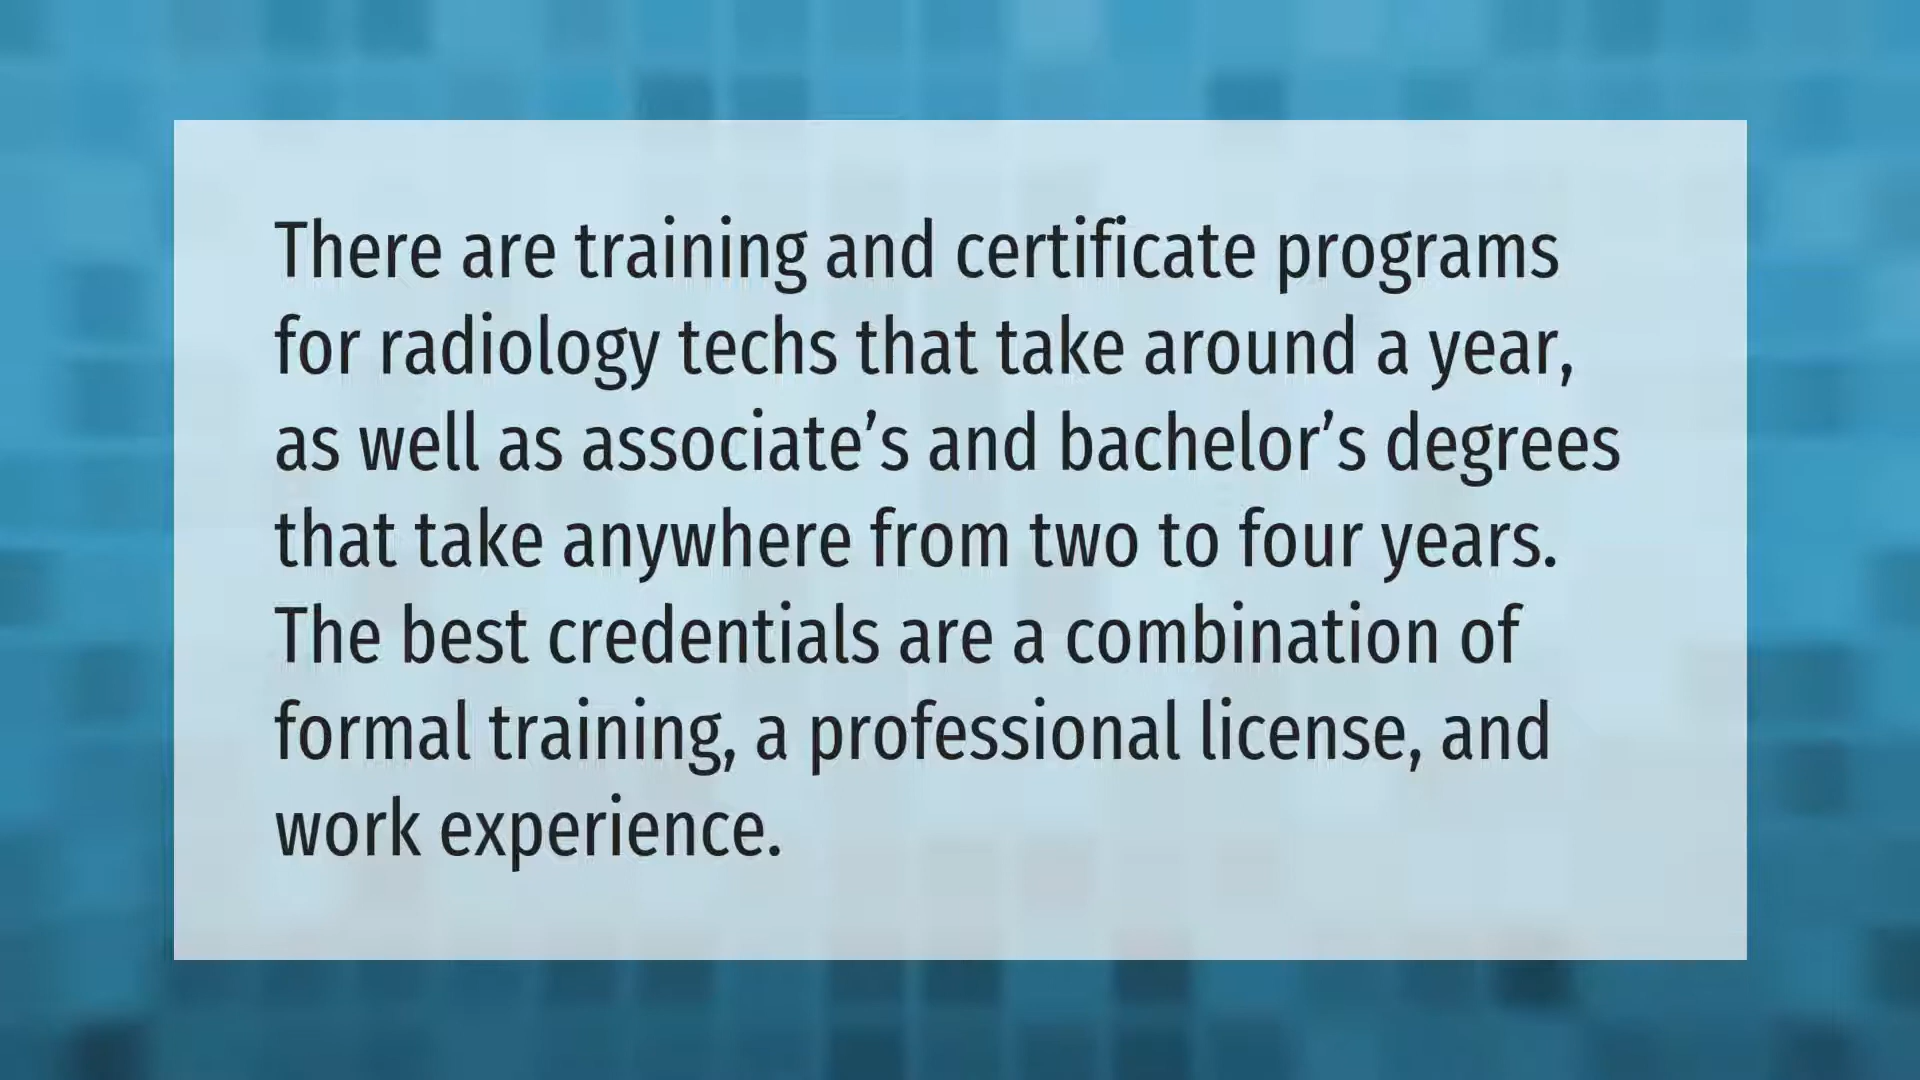 There are training and certificate programs
for radiology techs that take around a year,
as well as associate’s and bachelor’s degrees
that take anywhere from two to four years.
The best credentials are a combination of
formal training, a professional license, and
work experience.